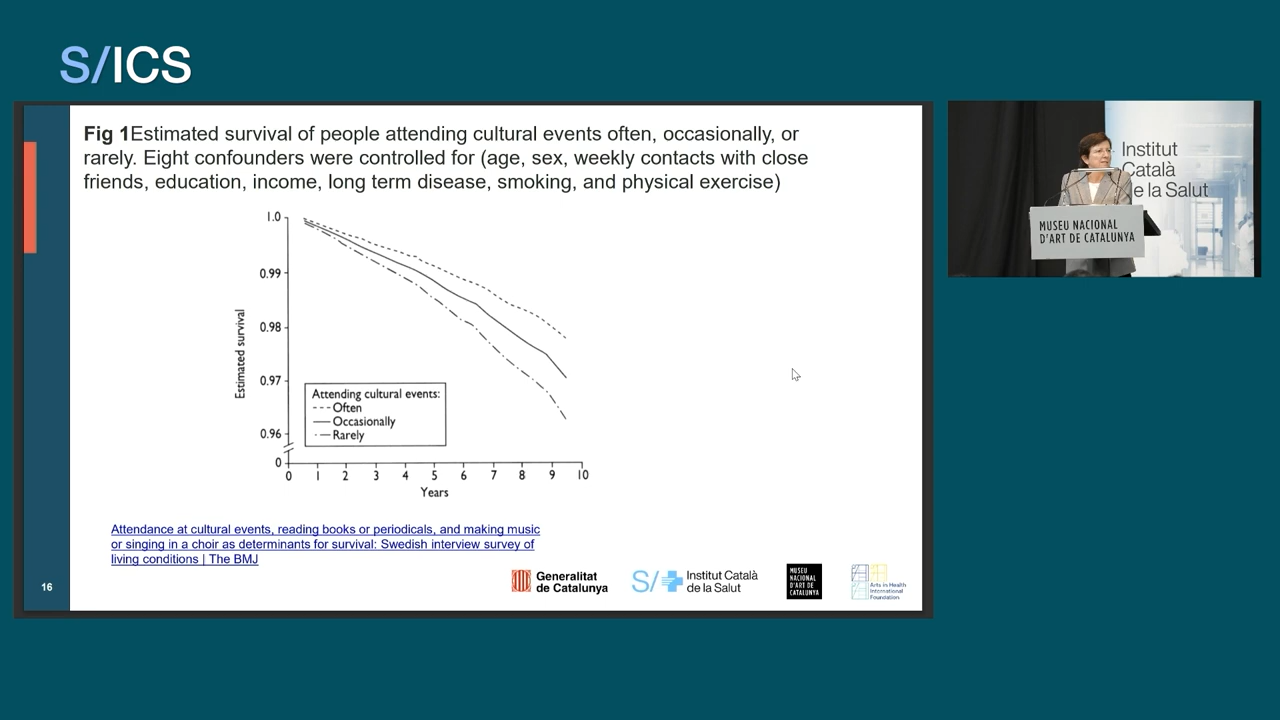 S/ICS
Fig 1Estimated survival of people attending cultural events often, occasionally, or
rarely. Eight confounders were controlled for (age, sex, weekly contacts with close
friends, education, income, long term disease, smoking, and physical exercise)
1.0
0.99
0.98
0.97
0.96
0
Estimated survival
Attending cultural events:
Often
Occasionally
Rarely
0 1 2 3 4 5 6 7 8 9 10
Years
Attendance at cultural events, reading books or periodicals, and making music
or singing in a choir as determinants for survival: Swedish interview survey of
living conditions | The BMJ
16
Generalitat
de Catalunya
S/
Institut Català
de la Salut
MUSEU
NACIONAL
D'ART DE
CATALUNYA
Arts in Health
International
Foundation
Institut
Català
de la Salut
MUSEU NACIONAL
D'ART DE CATALUNYA